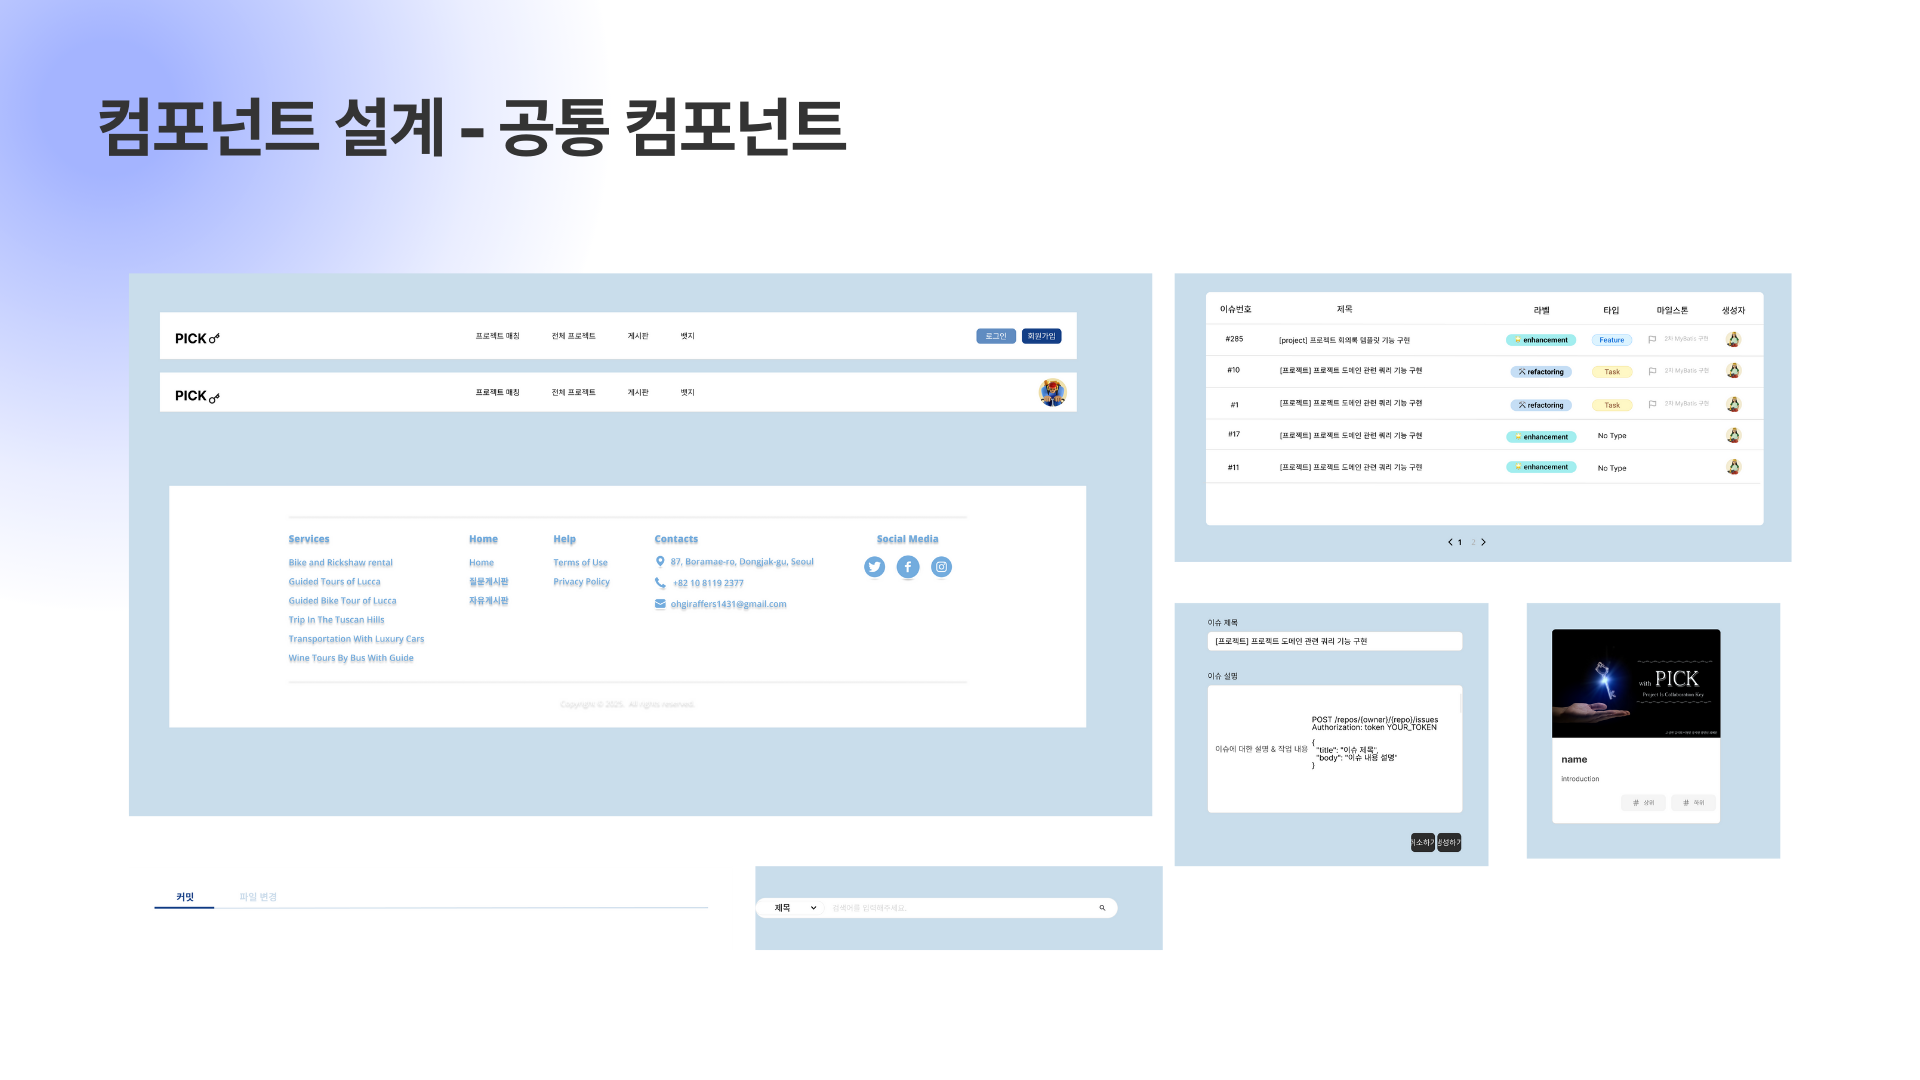 컴포넌트 설계 - 공통 컴포넌트
PICK
프로젝트 매칭 전체 프로젝트 게시판 뱃지
로그인 회원가입
PICK
프로젝트 매칭 전체 프로젝트 게시판 뱃지
Services
Bike and Rickshaw rental
Guided Tours of Lucca
Guided Bike Tour of Lucca
Trip In The Tuscan Hills
Transportation With Luxury Cars
Wine Tours By Bus With Guide
Home
Home
질문게시판
자유게시판
Help
Terms of Use
Privacy Policy
Contacts
87, Boramae-ro, Dongjak-gu, Seoul
+82 10 8119 2377
ohgiraffers1431@gmail.com
Social Media
Copyright © 2025. All rights reserved.
이슈번호 제목 라벨 타입 마일스톤 생성자
#285 [project] 프로젝트 회의록 템플릿 기능 구현 enhancement Feature 2차 MyBatis 구현
#10 [프로젝트] 프로젝트 도메인 관련 쿼리 기능 구현 refactoring Task 2차 MyBatis 구현
#1 [프로젝트] 프로젝트 도메인 관련 쿼리 기능 구현 refactoring Task 2차 MyBatis 구현
#17 [프로젝트] 프로젝트 도메인 관련 쿼리 기능 구현 enhancement No Type
#11 [프로젝트] 프로젝트 도메인 관련 쿼리 기능 구현 enhancement No Type
1 2
이슈 제목
[프로젝트] 프로젝트 도메인 관련 쿼리 기능 구현
이슈 설명
이슈에 대한 설명 & 작업 내용
POST /repos/{owner}/{repo}/issues
Authorization: token YOUR_TOKEN
{
"title": "이슈 제목",
"body": "이슈 내용 설명"
}
소하기 성하기
with PICK
Project Is Collaboration Key
name
introduction
# 상위 # 하위
커밋 파일 변경
제목 검색어를 입력해주세요.